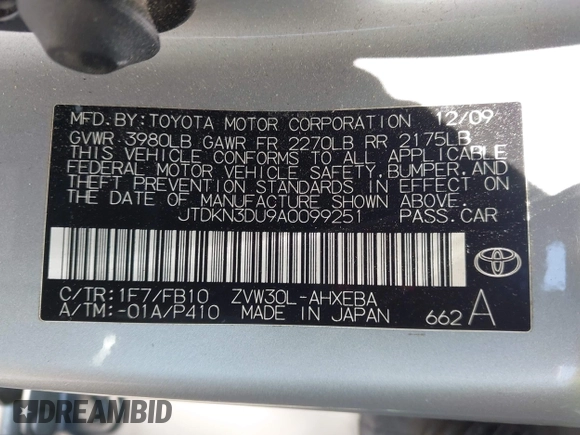 MFD. BY: TOYOTA MOTOR CORPORATION 12/09
GVWR 3980LB GAWR FR 2270LB RR 2175LB
THIS VEHICLE CONFORMS TO ALL APPLICABLE
FEDERAL MOTOR VEHICLE SAFETY, BUMPER, AND
THEFT PREVENTION STANDARDS IN EFFECT ON
THE DATE OF MANUFACTURE SHOWN ABOVE.
JTDKN3DU9A0099251 PASS. CAR
C/TR: 1F7/FB10 ZVW30L-AHXEBA
A/TM: -01A/P410 MADE IN JAPAN 662 A
DREAMBID